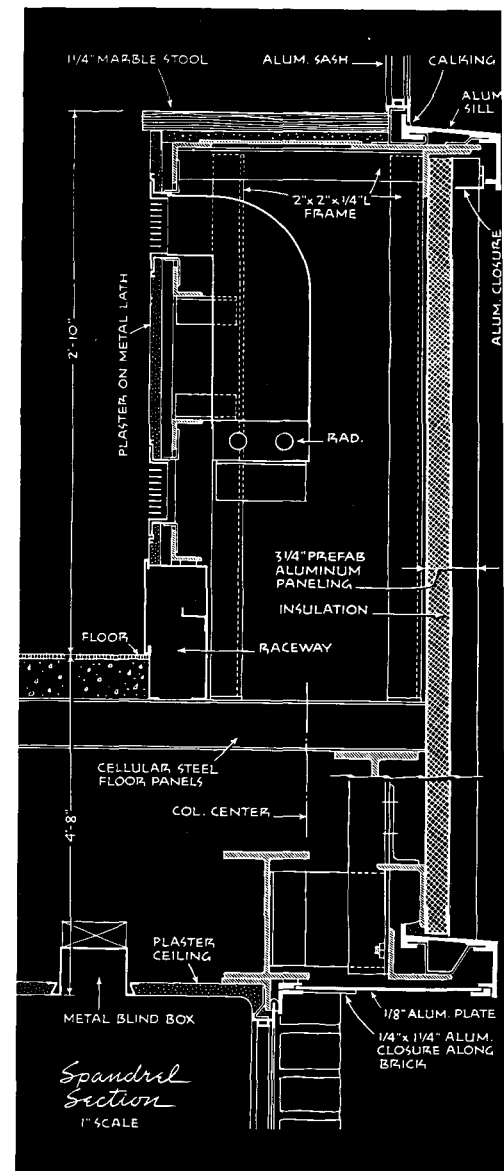 1 1/4" MARBLE STOOL
ALUM. SASH
CALKING
ALUM.
SILL
2" x 2" x 1/4" L
FRAME
ALUM. CLOSURE
2'-10"
PLASTER ON METAL LATH
RAD.
3 1/4" PREFAB
ALUMINUM
PANELING
INSULATION
FLOOR
RACEWAY
CELLULAR STEEL
FLOOR PANELS
COL. CENTER
4'-8"
PLASTER
CEILING
METAL BLIND BOX
1/8" ALUM. PLATE
1/4" x 1 1/4" ALUM.
CLOSURE ALONG
BRICK
Spandrel
Section
1" SCALE